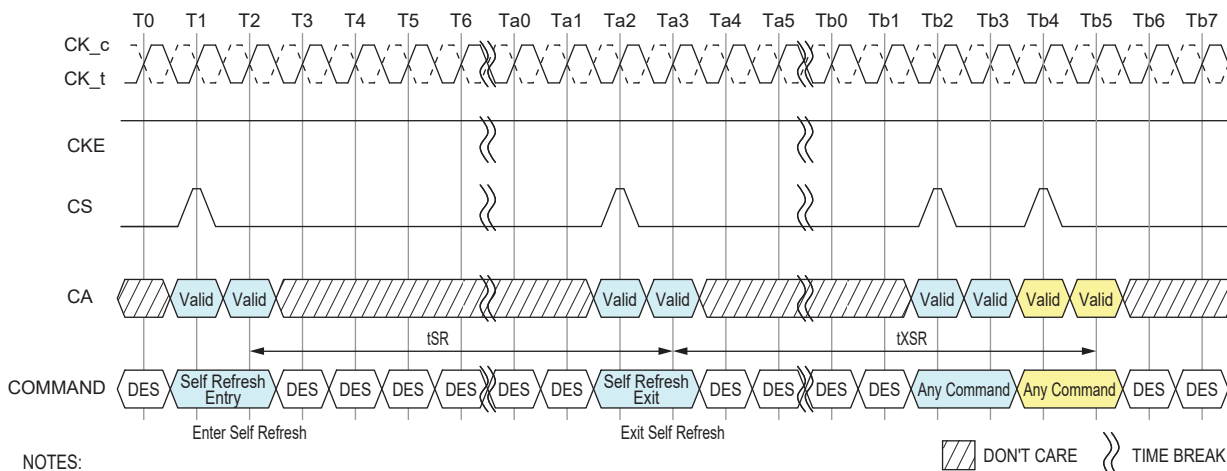 T0 T1 T2 T3 T4 T5 T6 Ta0 Ta1 Ta2 Ta3 Ta4 Ta5 Tb0 Tb1 Tb2 Tb3 Tb4 Tb5 Tb6 Tb7
CK_c
CK_t
CKE
CS
CA Valid Valid Valid Valid Valid Valid Valid Valid
tSR tXSR
COMMAND DES Self Refresh Entry DES DES DES DES DES DES Self Refresh Exit DES DES DES DES Any Command Any Command DES DES
Enter Self Refresh Exit Self Refresh
NOTES: DON'T CARE TIME BREAK